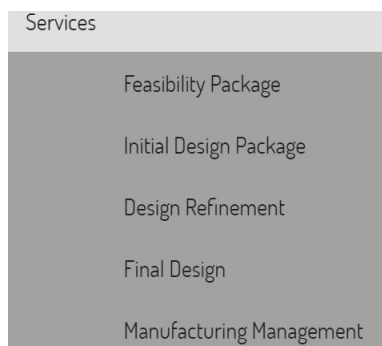 Services
Feasibility Package
Initial Design Package
Design Refinement
Final Design
Manufacturing Management